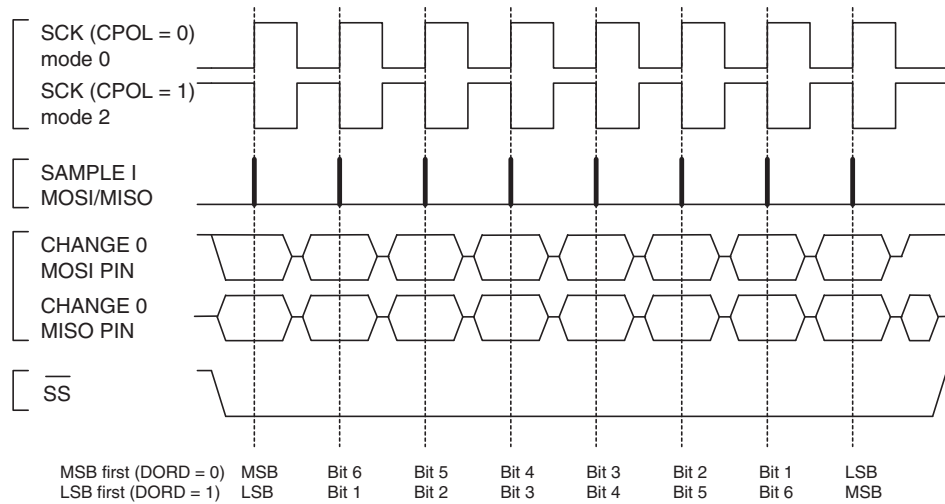 SCK (CPOL = 0)
mode 0
SCK (CPOL = 1)
mode 2
SAMPLE I
MOSI/MISO
CHANGE 0
MOSI PIN
CHANGE 0
MISO PIN
SS
MSB first (DORD = 0) MSB Bit 6 Bit 5 Bit 4 Bit 3 Bit 2 Bit 1 LSB
LSB first (DORD = 1) LSB Bit 1 Bit 2 Bit 3 Bit 4 Bit 5 Bit 6 MSB